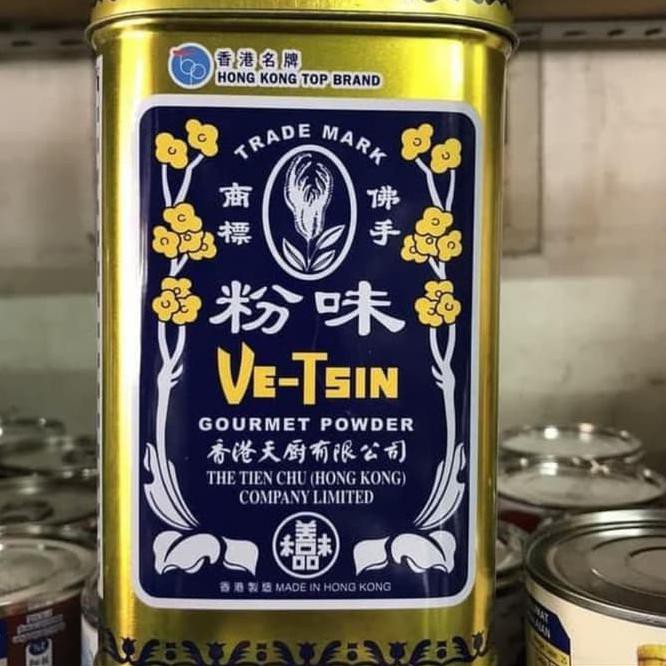 香港名牌
HONG KONG TOP BRAND
TRADE MARK
商標
佛手
粉味
VE-TSIN
GOURMET POWDER
香港天廚有限公司
THE TIEN CHU (HONG KONG)
COMPANY LIMITED
香港製造 MADE IN HONG KONG